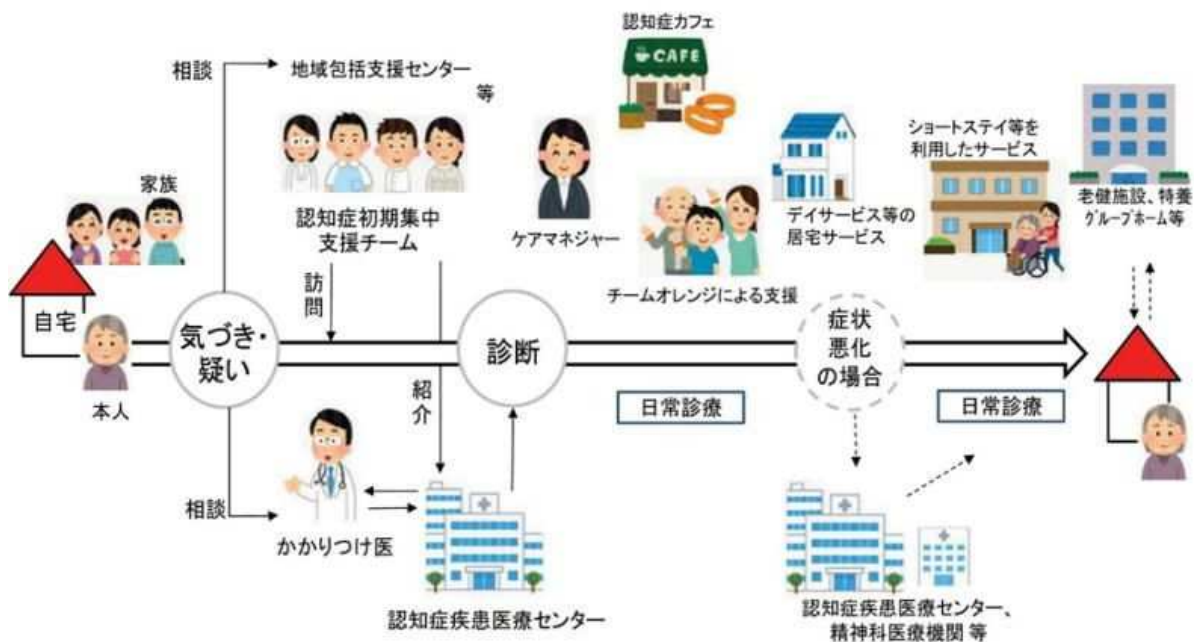 認知症カフェ
CAFE
相談
地域包括支援センター
等
家族
認知症初期集中
支援チーム
ケアマネジャー
チームオレンジによる支援
デイサービス等の
居宅サービス
ショートステイ等を
利用したサービス
老健施設、特養
グループホーム等
自宅
本人
気づき・
疑い
訪問
診断
症状
悪化
の場合
紹介
日常診療
日常診療
相談
かかりつけ医
認知症疾患医療センター
認知症疾患医療センター、
精神科医療機関 等